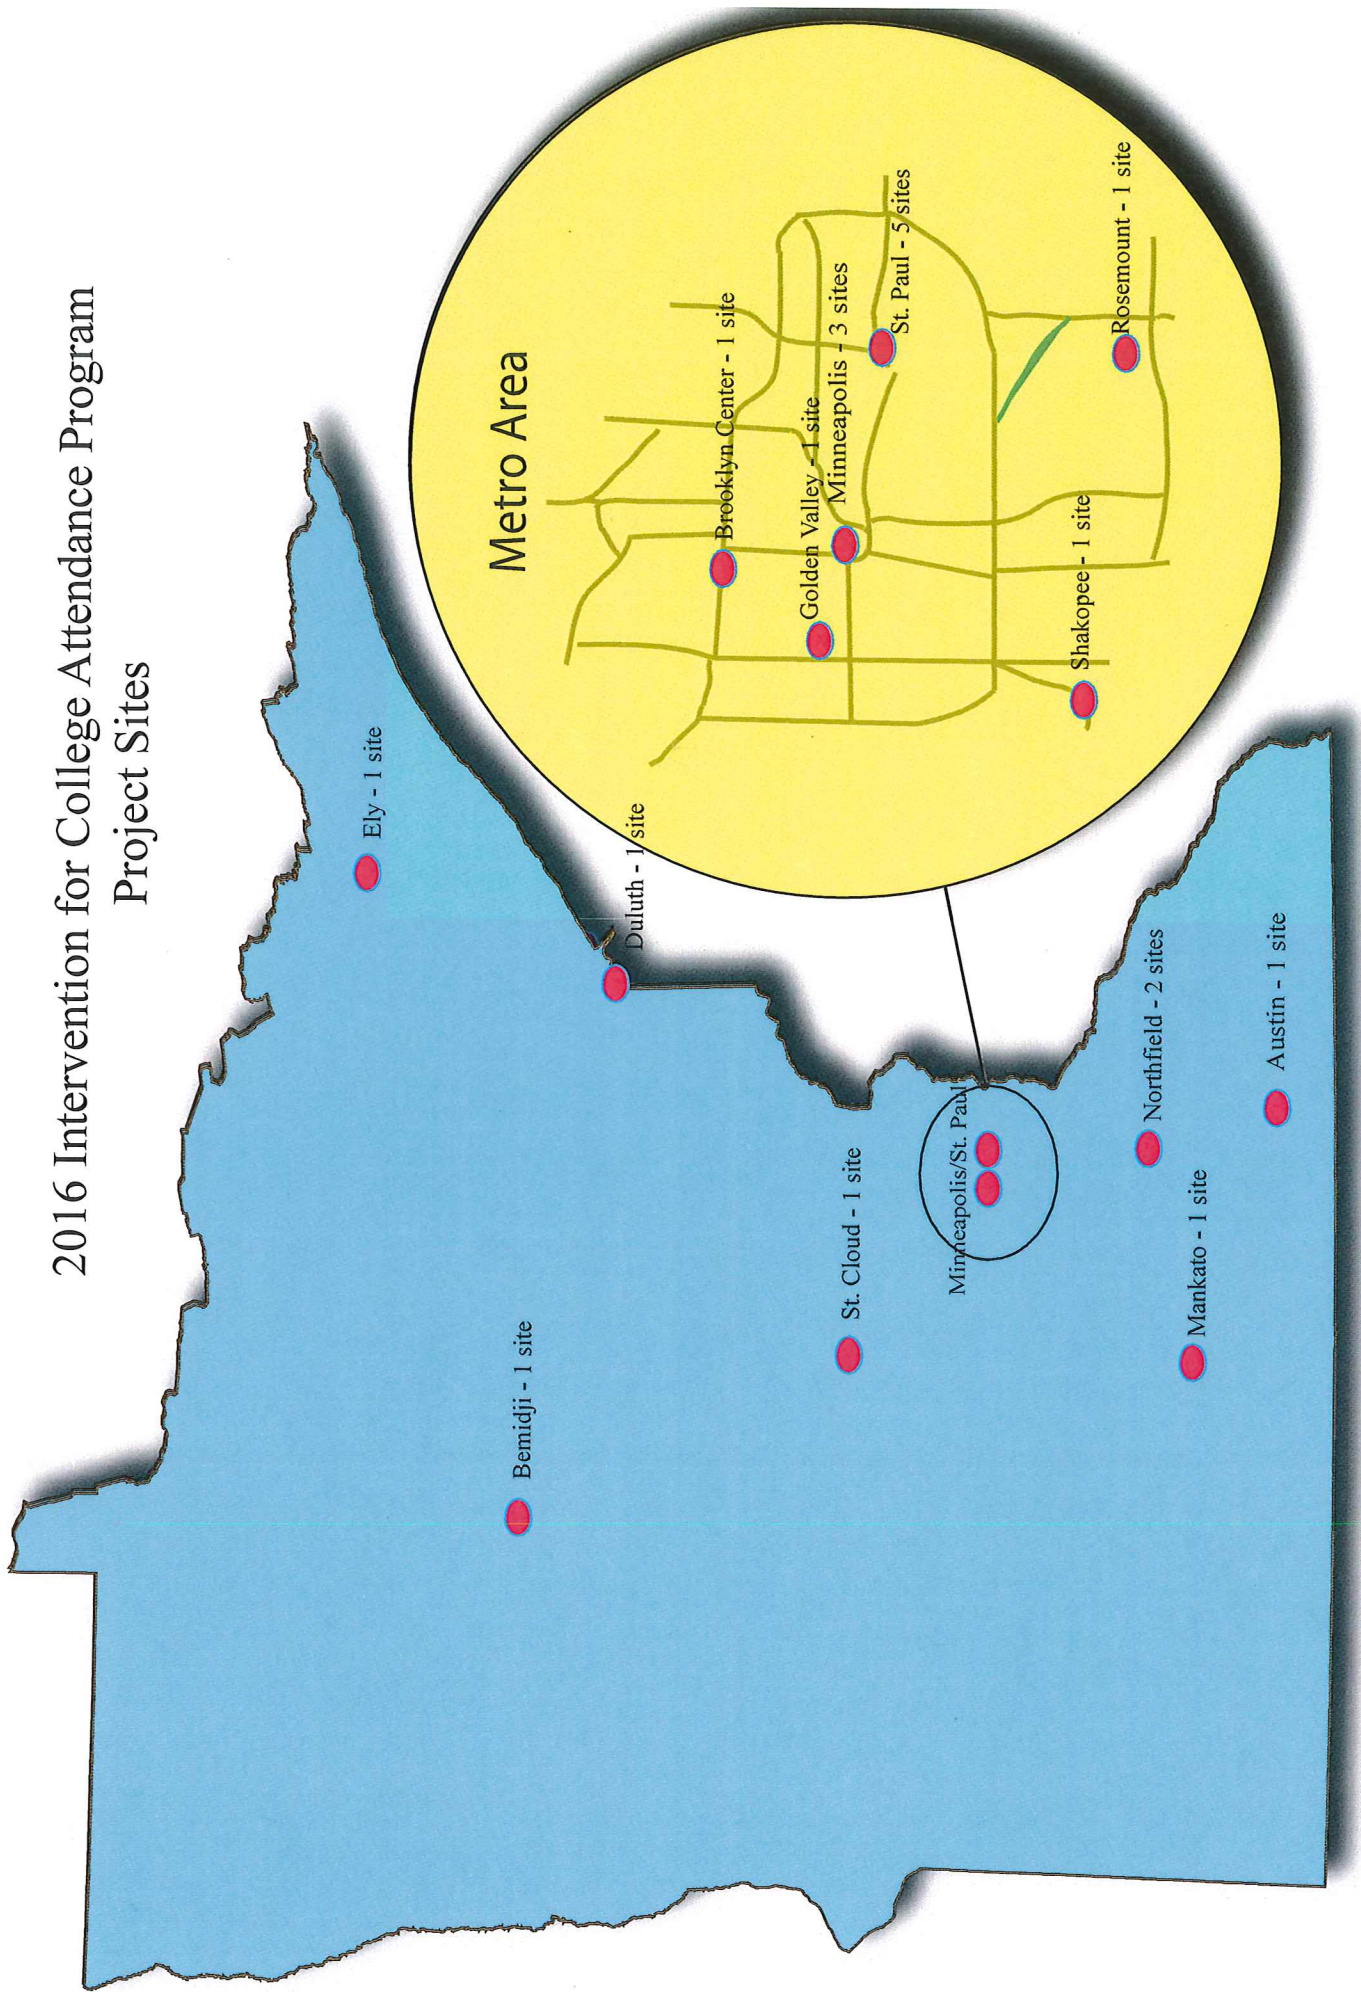 2016 Intervention for College Attendance Program
Project Sites
Ely - 1 site
Bemidji - 1 site
Duluth - 1 site
St. Cloud - 1 site
Minneapolis/St. Paul
Northfield - 2 sites
Mankato - 1 site
Austin - 1 site
Metro Area
Brooklyn Center - 1 site
Golden Valley - 1 site
Minneapolis - 3 sites
St. Paul - 5 sites
Shakopee - 1 site
Rosemount - 1 site